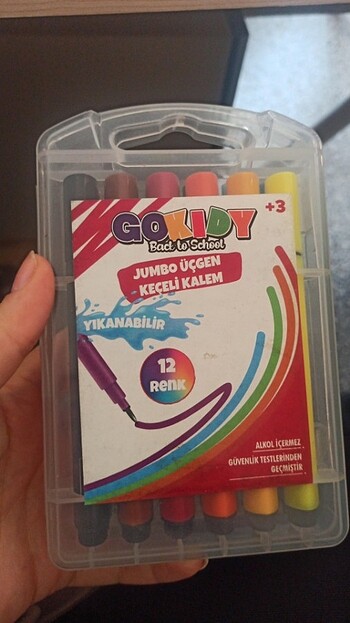 +3
GOKIDY
Back to School
JUMBO ÜÇGEN
KEÇELİ KALEM
YIKANABİLİR
12
RENK
ALKOL İÇERMEZ
GÜVENLİK TESTLERİNDEN
GEÇMİŞTİR